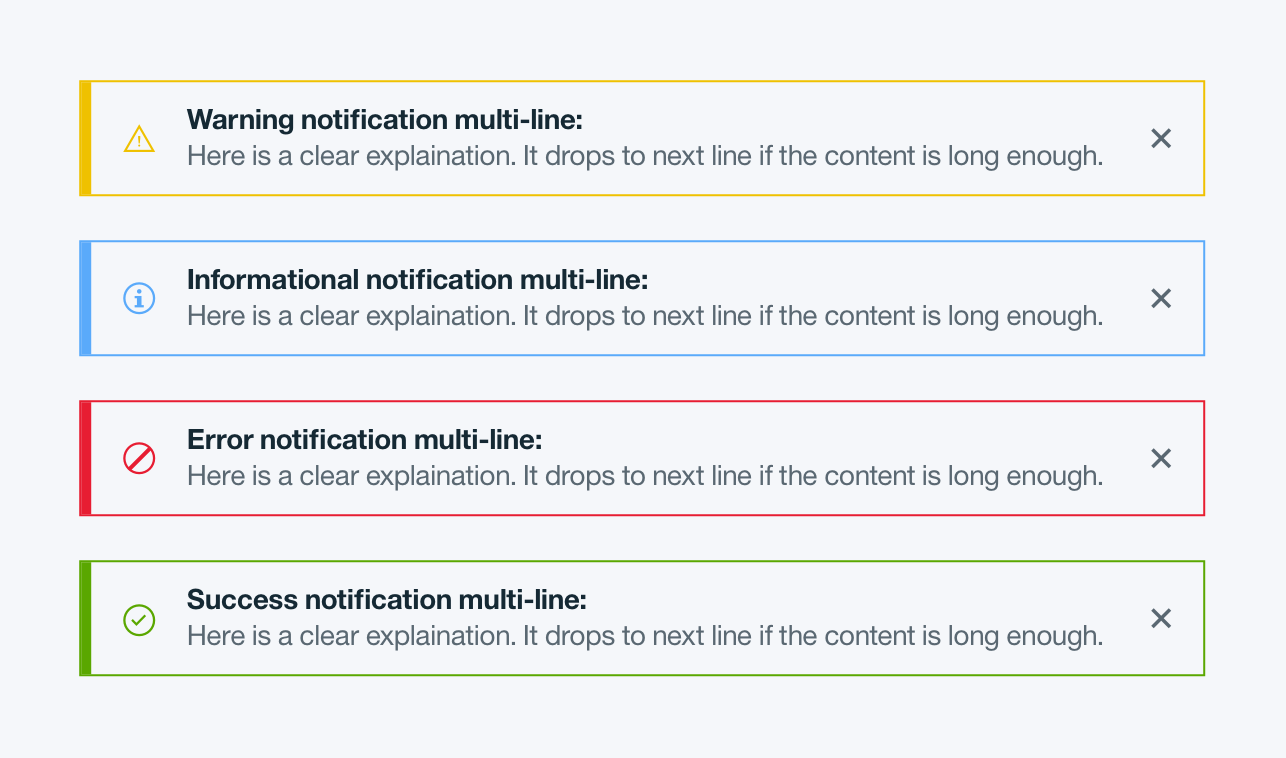 Warning notification multi-line:
Here is a clear explaination. It drops to next line if the content is long enough.
Informational notification multi-line:
Here is a clear explaination. It drops to next line if the content is long enough.
Error notification multi-line:
Here is a clear explaination. It drops to next line if the content is long enough.
Success notification multi-line:
Here is a clear explaination. It drops to next line if the content is long enough.